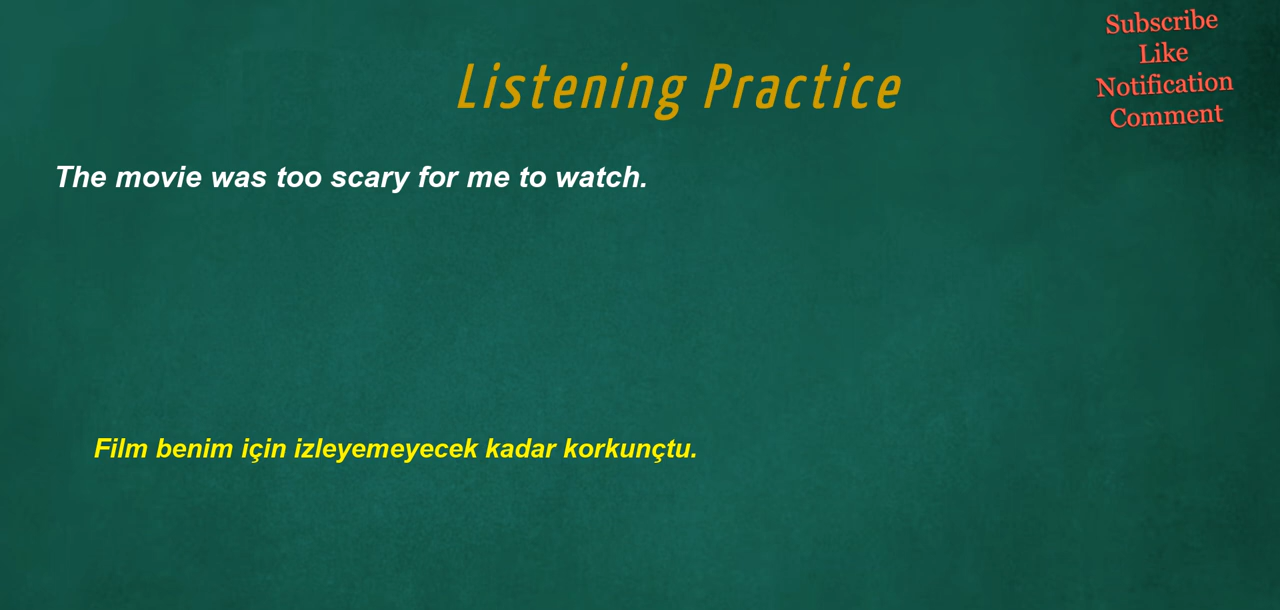 Subscribe
Like
Notification
Comment
Listening Practice
The movie was too scary for me to watch.
Film benim için izleyemeyecek kadar korkunçtu.